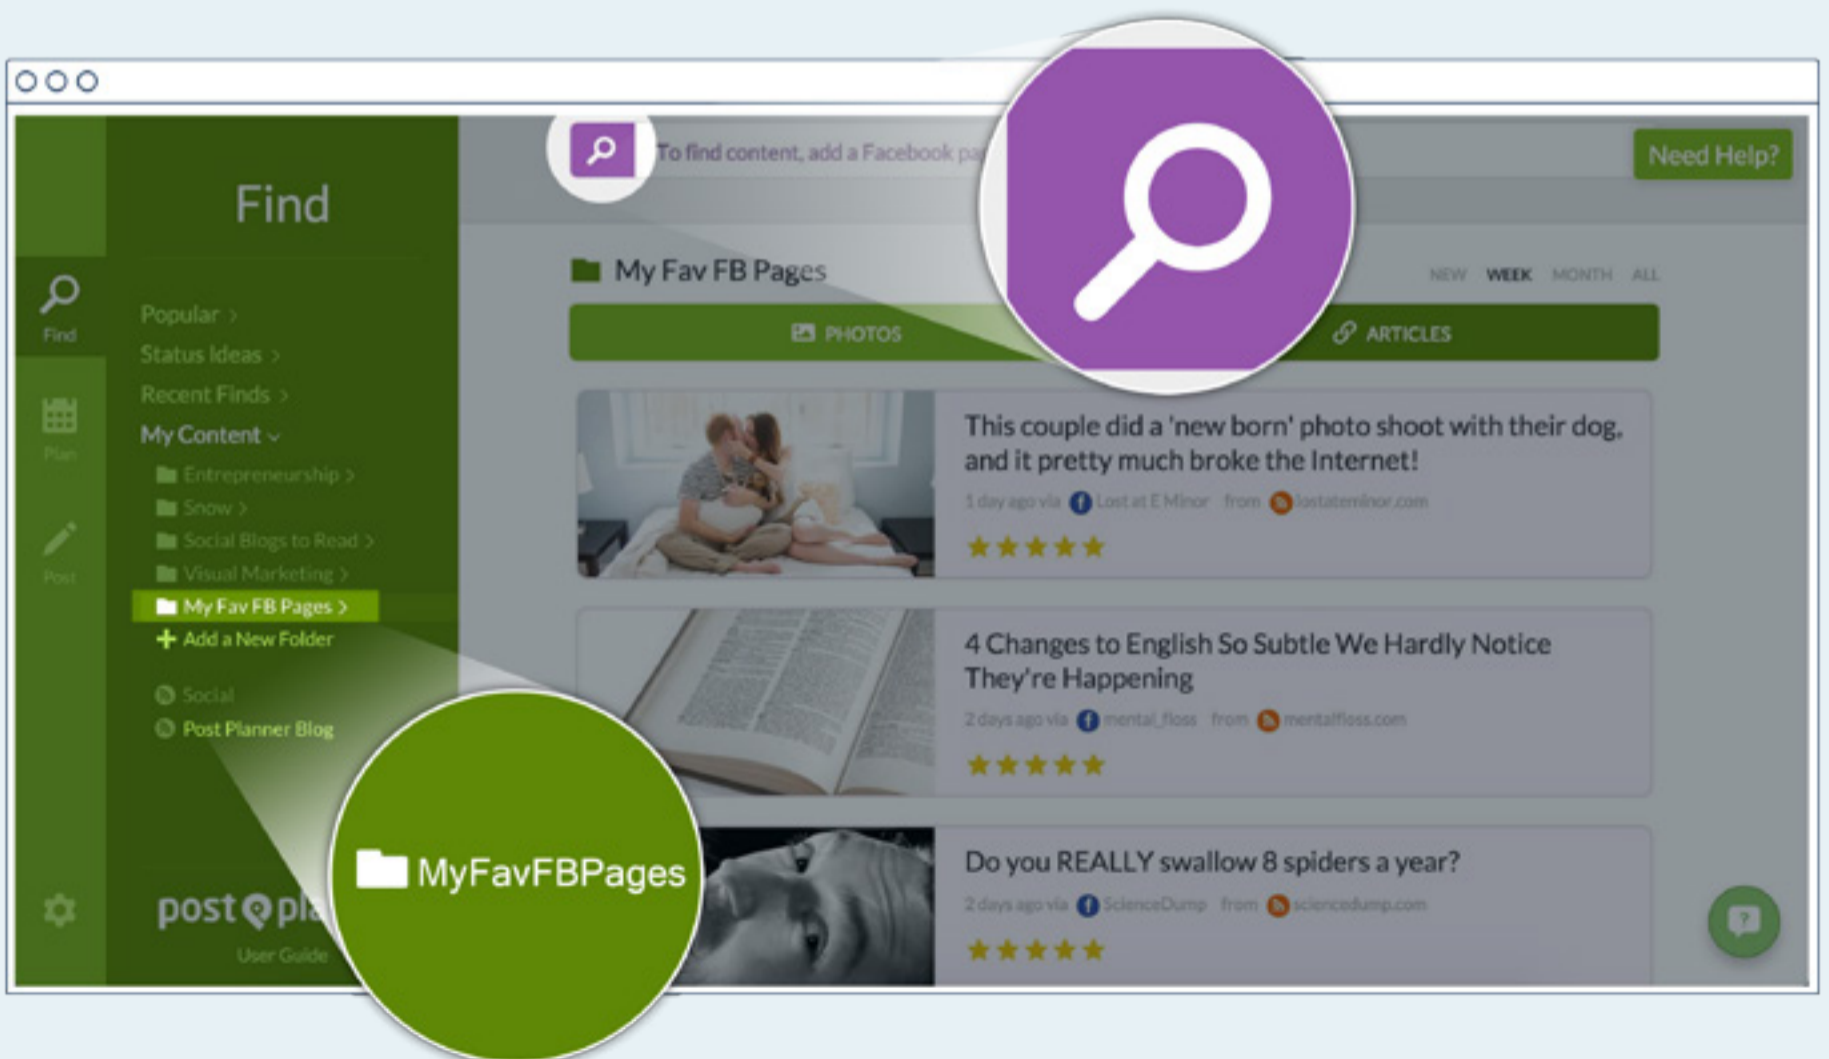 To find content, add a Facebook
Need Help?
Find
Find
Plan
Post
Popular >
Status Ideas >
Recent Finds >
My Content
Entrepreneurship >
Snow >
Social Blogs to Read >
Visual Marketing >
My Fav FB Pages >
+ Add a New Folder
Social
Post Planner Blog
MyFavFBPages
post
User Guide
My Fav FB Pages
NEW WEEK MONTH ALL
PHOTOS
ARTICLES
This couple did a 'new born' photo shoot with their dog,
and it pretty much broke the Internet!
1 day ago via Lost at E Minor from lostateminor.com
4 Changes to English So Subtle We Hardly Notice
They're Happening
2 days ago via mental_floss from mentalfloss.com
Do you REALLY swallow 8 spiders a year?
2 days ago via ScienceDump from sciencedump.com
?